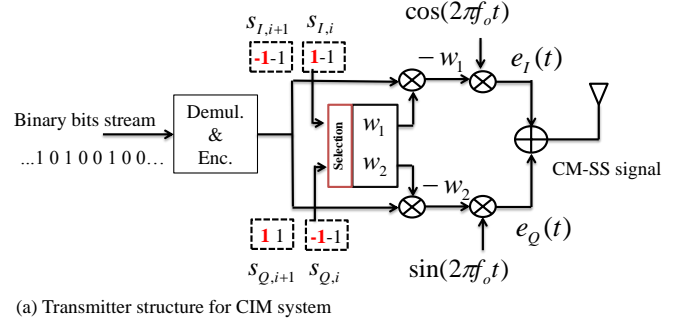 cos(2πf_o t)
s_{I,i+1} s_{I,i}
-1-1 1-1
-w_1 e_I(t)
Binary bits stream
...1 0 1 0 0 1 0 0...
Demul.
&
Enc.
Selection
w_1
w_2
CM-SS signal
-w_2
1 1 -1-1
e_Q(t)
s_{Q,i+1} s_{Q,i}
sin(2πf_o t)
(a) Transmitter structure for CIM system